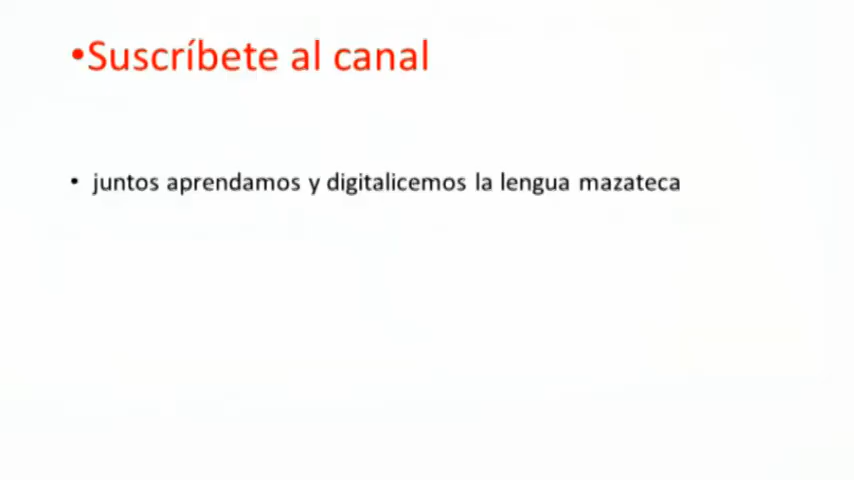 •Suscríbete al canal
• juntos aprendamos y digitalicemos la lengua mazateca